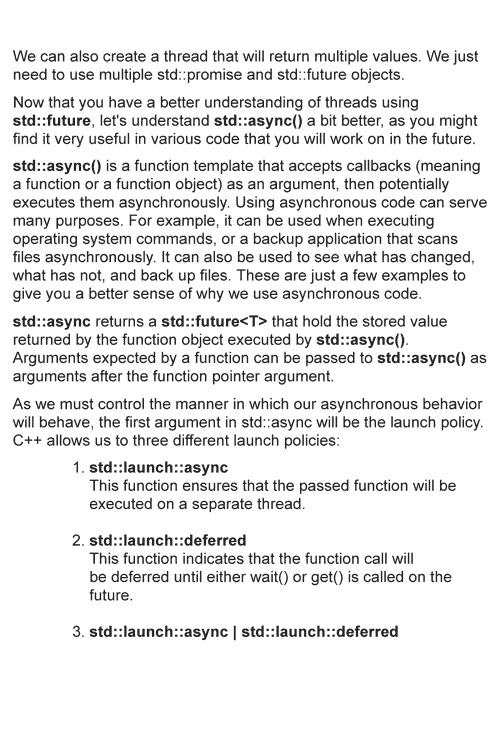 We can also create a thread that will return multiple values. We just
need to use multiple std::promise and std::future objects.
Now that you have a better understanding of threads using
std::future, let's understand std::async() a bit better, as you might
find it very useful in various code that you will work on in the future.
std::async() is a function template that accepts callbacks (meaning
a function or a function object) as an argument, then potentially
executes them asynchronously. Using asynchronous code can serve
many purposes. For example, it can be used when executing
operating system commands, or a backup application that scans
files asynchronously. It can also be used to see what has changed,
what has not, and back up files. These are just a few examples to
give you a better sense of why we use asynchronous code.
std::async returns a std::future<T> that hold the stored value
returned by the function object executed by std::async().
Arguments expected by a function can be passed to std::async() as
arguments after the function pointer argument.
As we must control the manner in which our asynchronous behavior
will behave, the first argument in std::async will be the launch policy.
C++ allows us to three different launch policies:
1. std::launch::async
This function ensures that the passed function will be
executed on a separate thread.
2. std::launch::deferred
This function indicates that the function call will
be deferred until either wait() or get() is called on the
future.
3. std::launch::async | std::launch::deferred